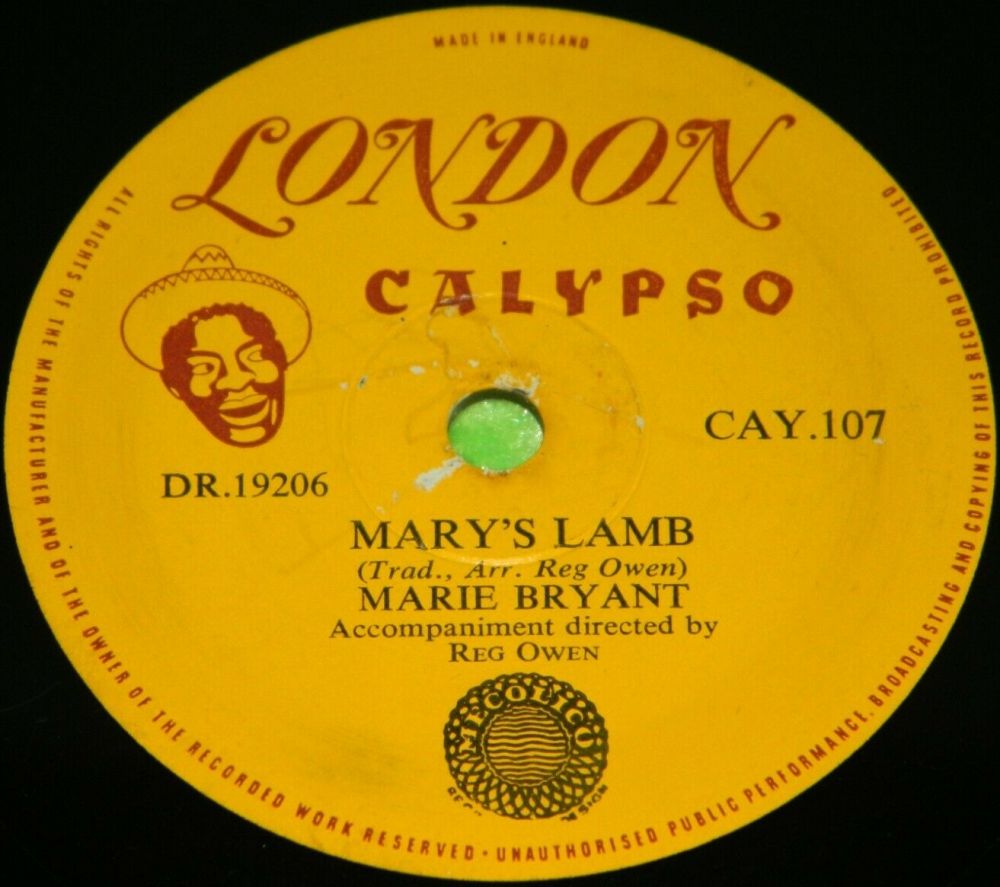 MADE IN ENGLAND
LONDON
CALYPSO
CAY.107
DR.19206
MARY'S LAMB
(Trad., Arr. Reg Owen)
MARIE BRYANT
Accompaniment directed by
REG OWEN
MECOLICO
ALL RIGHTS OF THE MANUFACTURER AND OF THE OWNER OF THE RECORDED WORK RESERVED · UNAUTHORISED PUBLIC PERFORMANCE, BROADCASTING AND COPYING OF THIS RECORD PROHIBITED